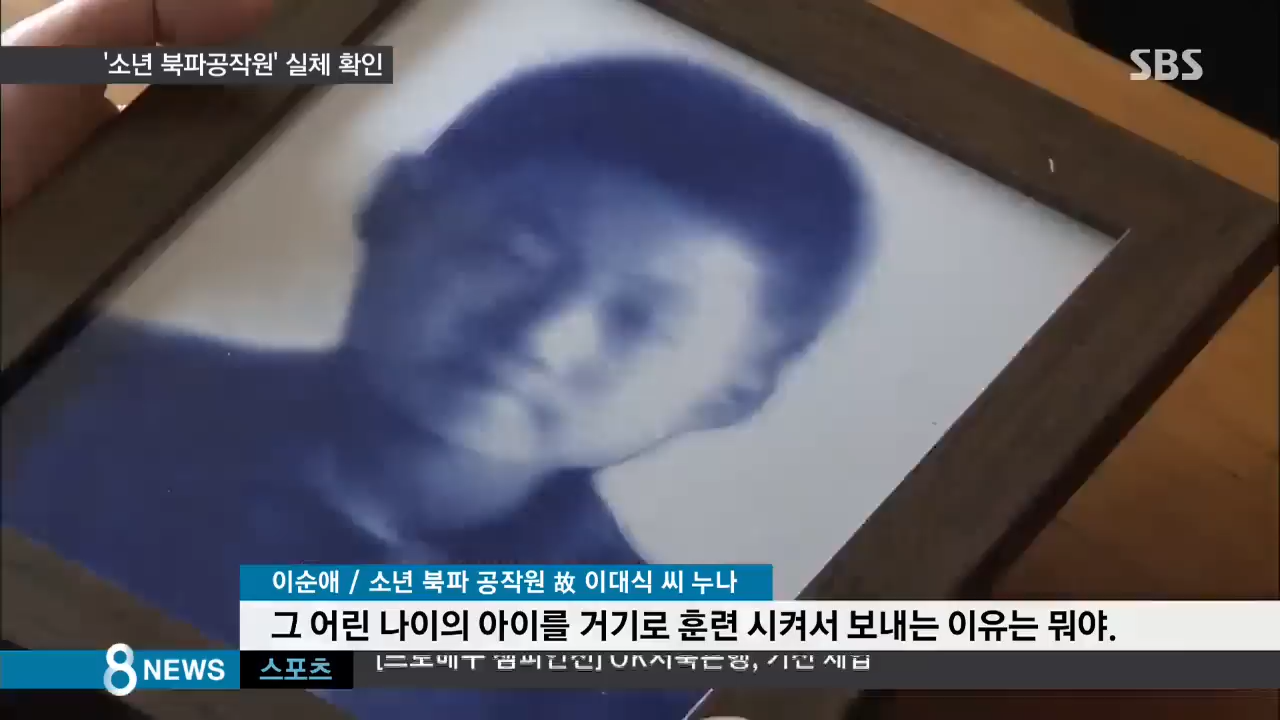 '소년 북파공작원' 실체 확인
SBS
이순애 / 소년 북파 공작원 故 이대식 씨 누나
그 어린 나이의 아이를 거기로 훈련 시켜서 보내는 이유는 뭐야.
8 NEWS
스포츠